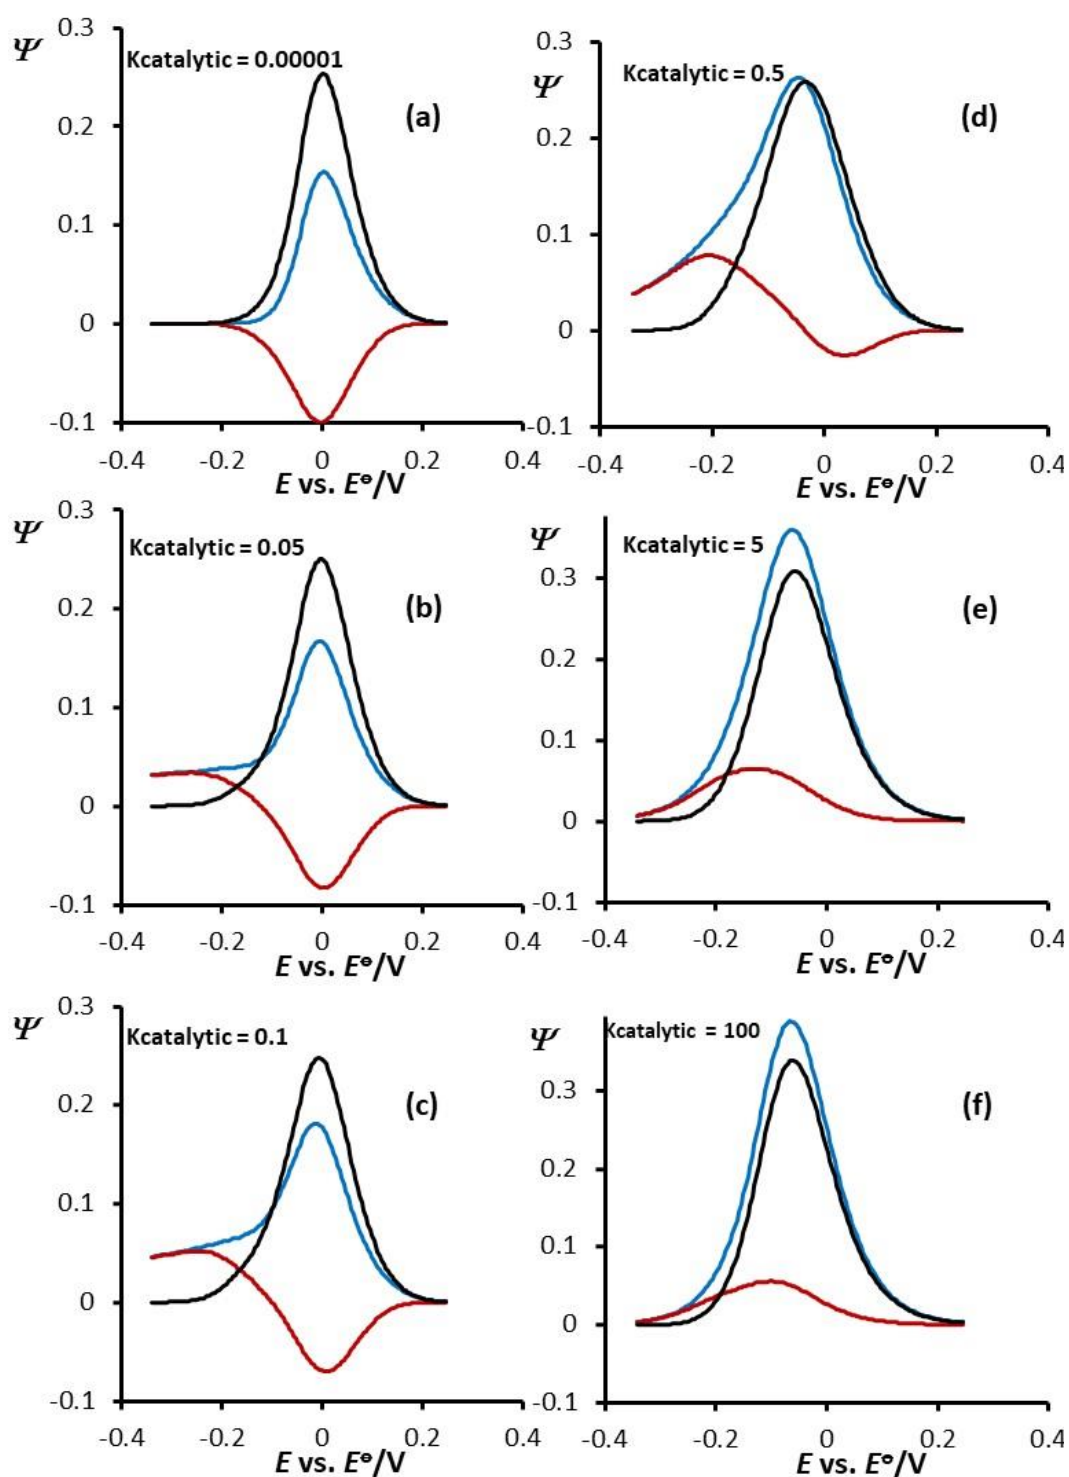 Ψ
0.3
Kcatalytic = 0.00001
(a)
0.2
0.1
0
-0.1
-0.4 -0.2 0 0.2 0.4
E vs. E°/V
Ψ
0.3
Kcatalytic = 0.5
(d)
0.2
0.1
0
-0.1
-0.4 -0.2 0 0.2 0.4
E vs. E°/V
Ψ
0.3
Kcatalytic = 0.05
(b)
0.2
0.1
0
-0.1
-0.4 -0.2 0 0.2 0.4
E vs. E°/V
Ψ
0.3
Kcatalytic = 5
(e)
0.2
0.1
0
-0.1
-0.4 -0.2 0 0.2 0.4
E vs. E°/V
Ψ
0.3
Kcatalytic = 0.1
(c)
0.2
0.1
0
-0.1
-0.4 -0.2 0 0.2 0.4
E vs. E°/V
Ψ
Kcatalytic = 100
0.3
(f)
0.2
0.1
0
-0.1
-0.4 -0.2 0 0.2 0.4
E vs. E°/V